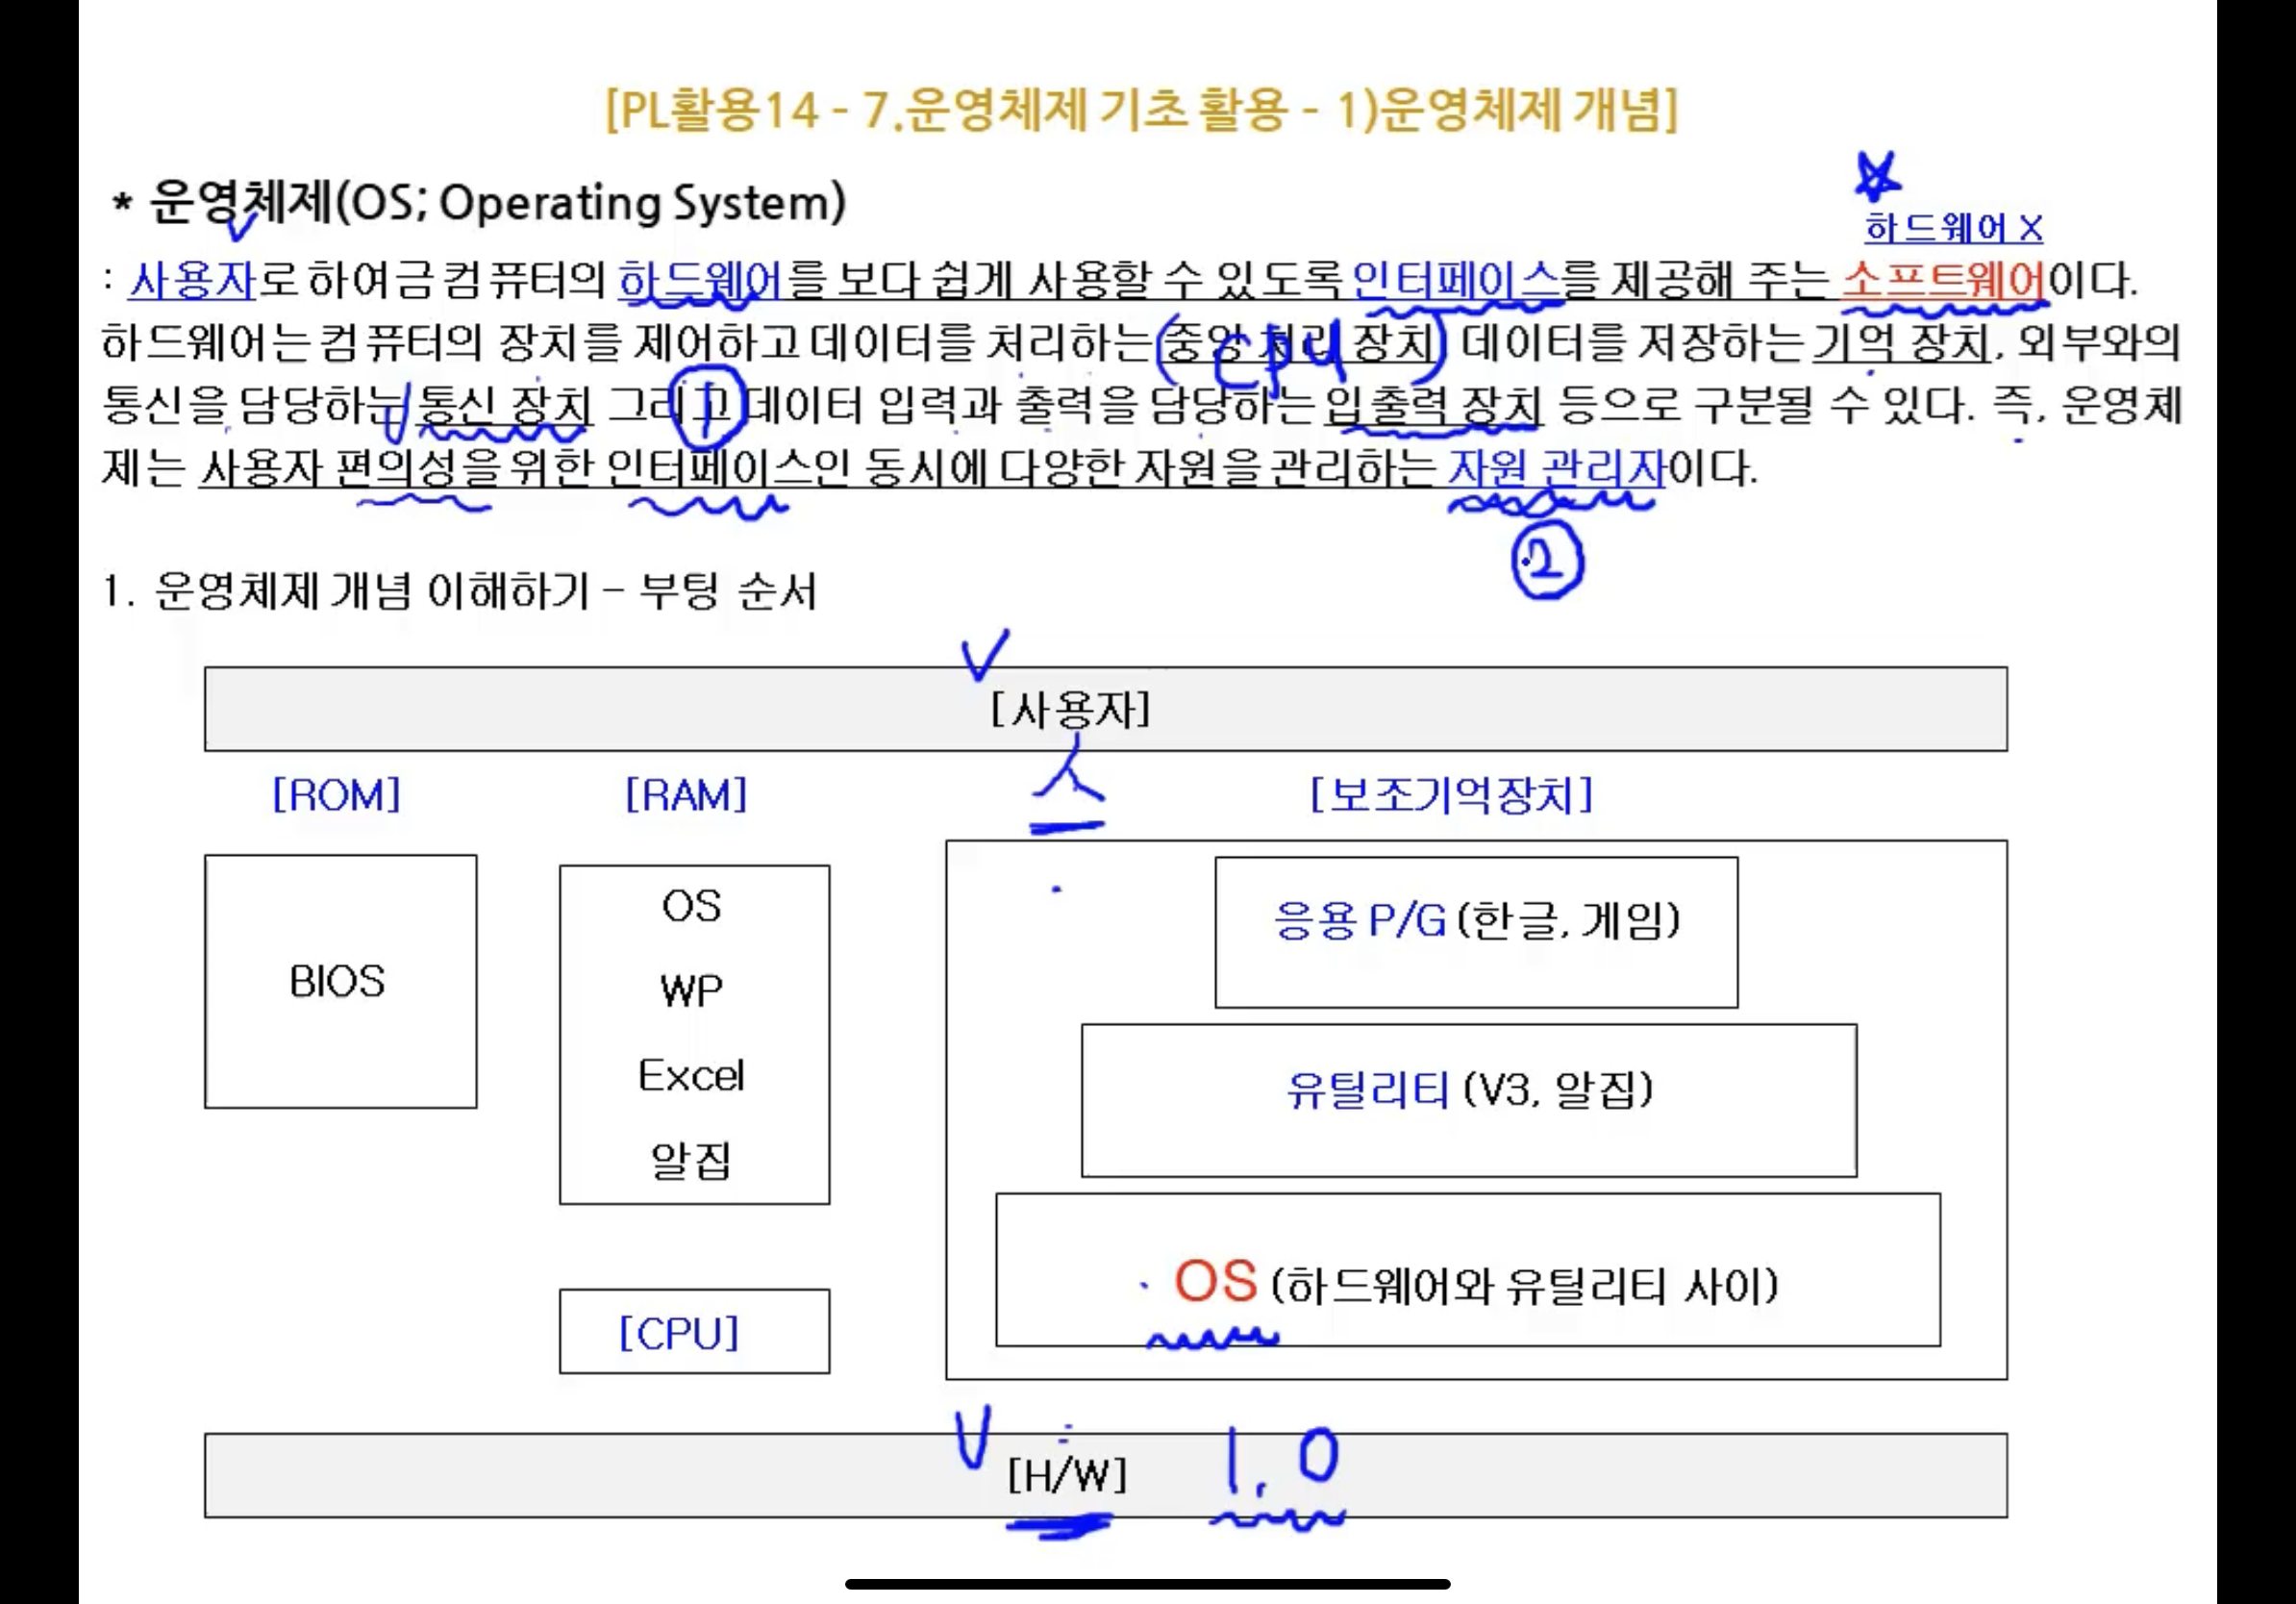 [PL활용14 - 7.운영체제 기초 활용 - 1)운영체제 개념]
* 운영체제(OS; Operating System)
하드웨어 X
: 사용자로 하여금 컴퓨터의 하드웨어를 보다 쉽게 사용할 수 있도록 인터페이스를 제공해 주는 소프트웨어이다.
하드웨어는 컴퓨터의 장치를 제어하고 데이터를 처리하는 중앙 처리 장치 데이터를 저장하는 기억 장치, 외부와의
cpu
통신을 담당하는 통신 장치 그리고 데이터 입력과 출력을 담당하는 입출력 장치 등으로 구분될 수 있다. 즉, 운영체
①
제는 사용자 편의성을 위한 인터페이스인 동시에 다양한 자원을 관리하는 자원 관리자이다.
②
1. 운영체제 개념 이해하기 – 부팅 순서
[사용자]
[ROM]
[RAM]
[보조기억장치]
BIOS
OS
WP
Excel
알집
[CPU]
응용 P/G (한글, 게임)
유틸리티 (V3, 알집)
OS (하드웨어와 유틸리티 사이)
[H/W] 1, 0